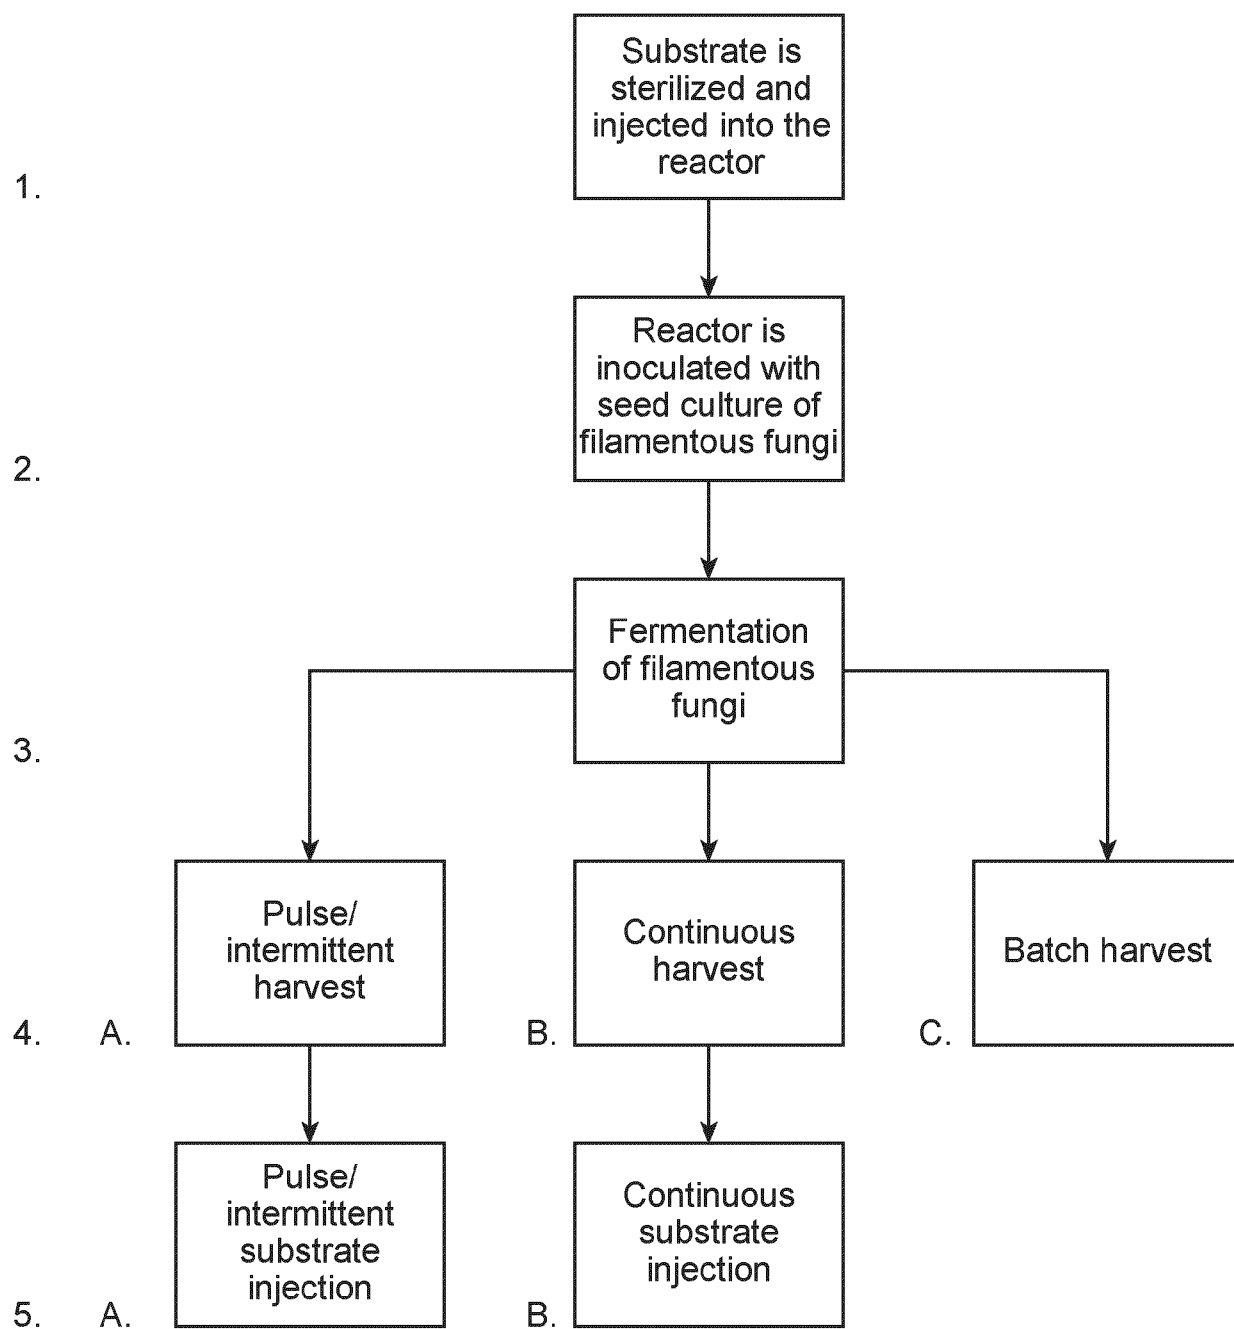 Substrate is
sterilized and
injected into the
reactor
1.
Reactor is
inoculated with
seed culture of
filamentous fungi
2.
Fermentation
of filamentous
fungi
3.
Pulse/
intermittent
harvest
Continuous
harvest
Batch harvest
4. A. B. C.
Pulse/
intermittent
substrate
injection
Continuous
substrate
injection
5. A. B.